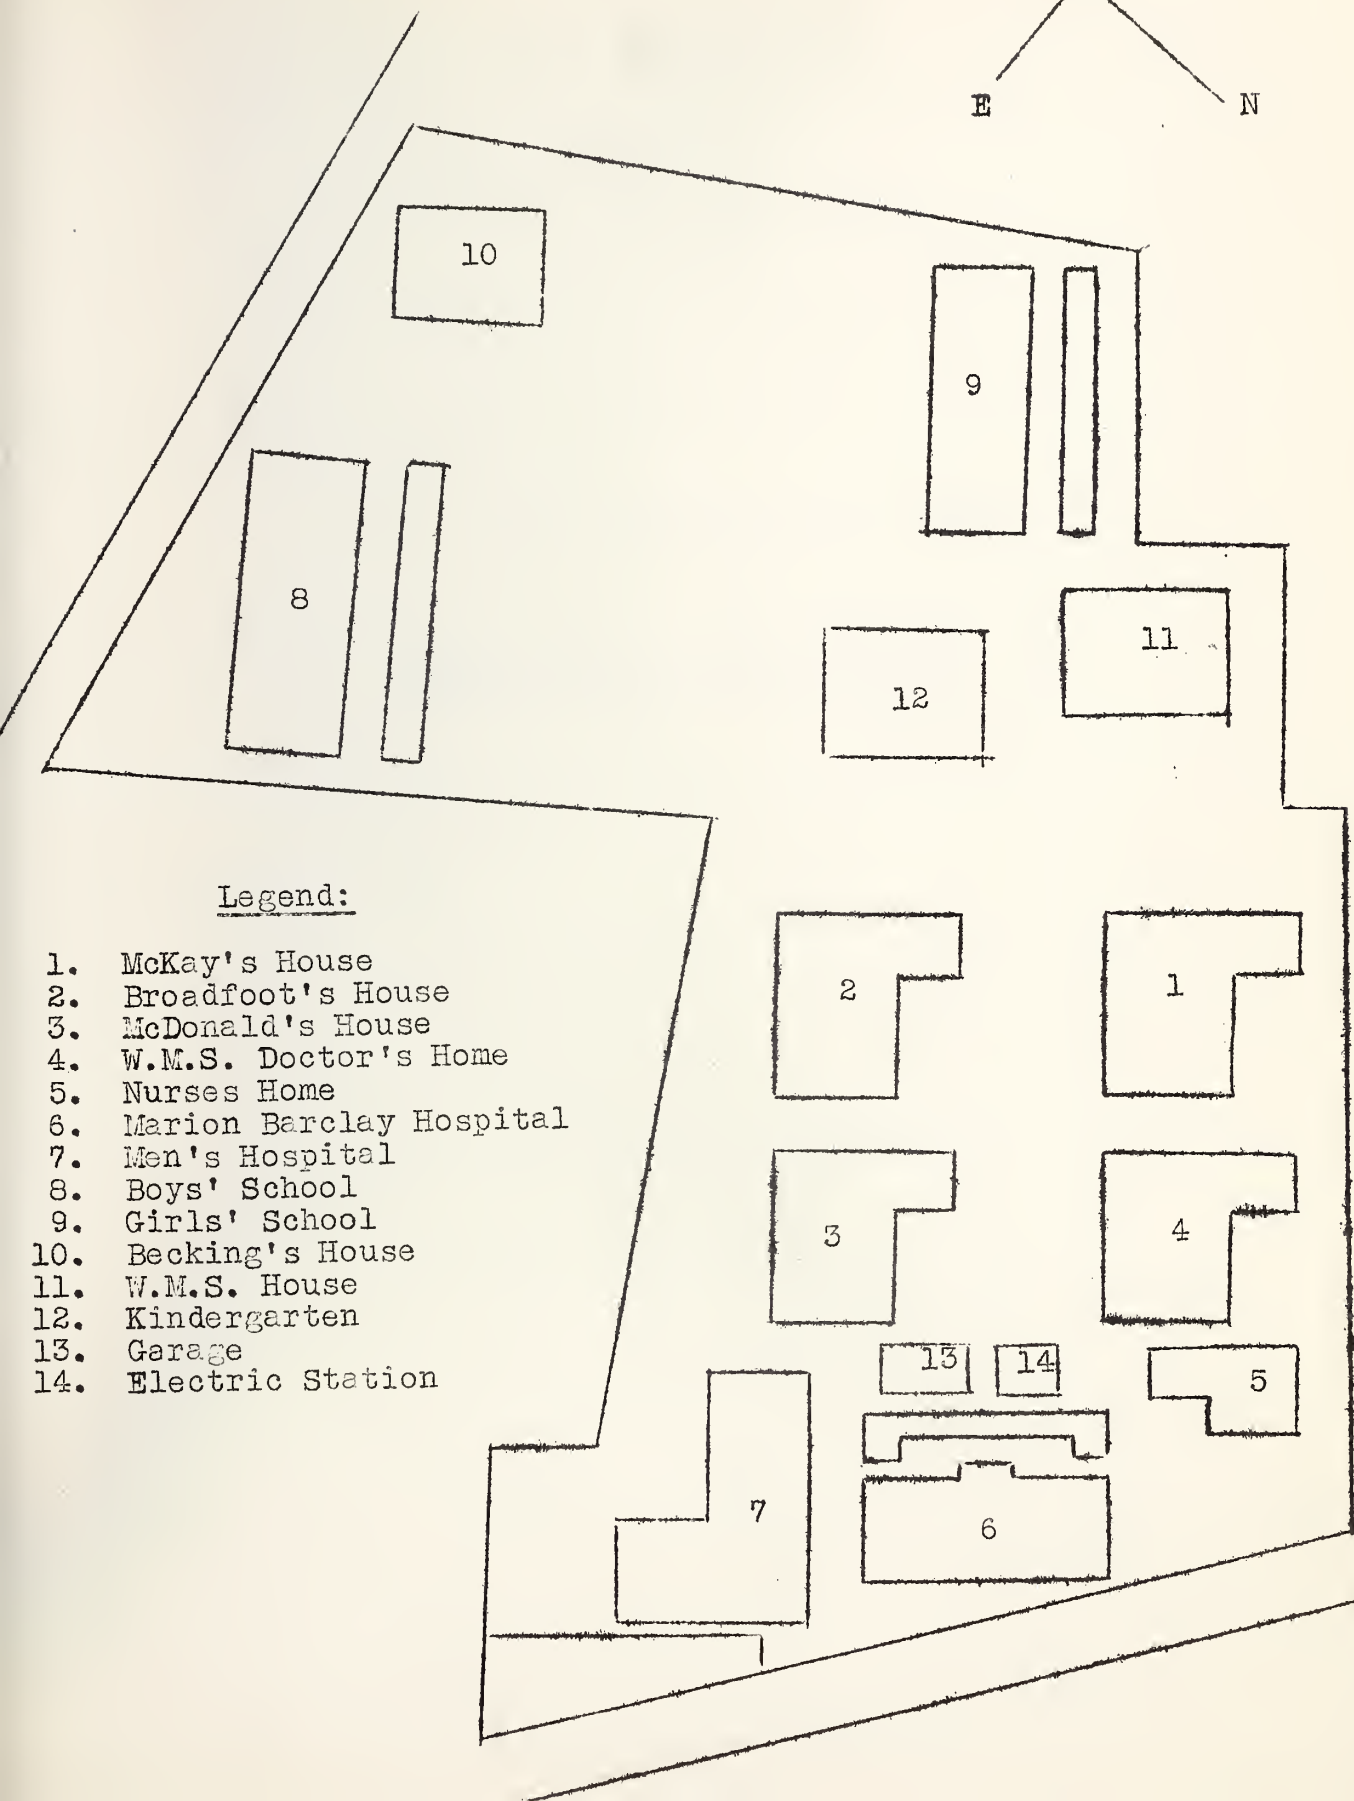 E
N
10
9
8
11
12
Legend:
1. McKay's House
2. Broadfoot's House
3. McDonald's House
4. W.M.S. Doctor's Home
5. Nurses Home
6. Marion Barclay Hospital
7. Men's Hospital
8. Boys' School
9. Girls' School
10. Becking's House
11. W.M.S. House
12. Kindergarten
13. Garage
14. Electric Station
2
1
3
4
13
14
5
7
6